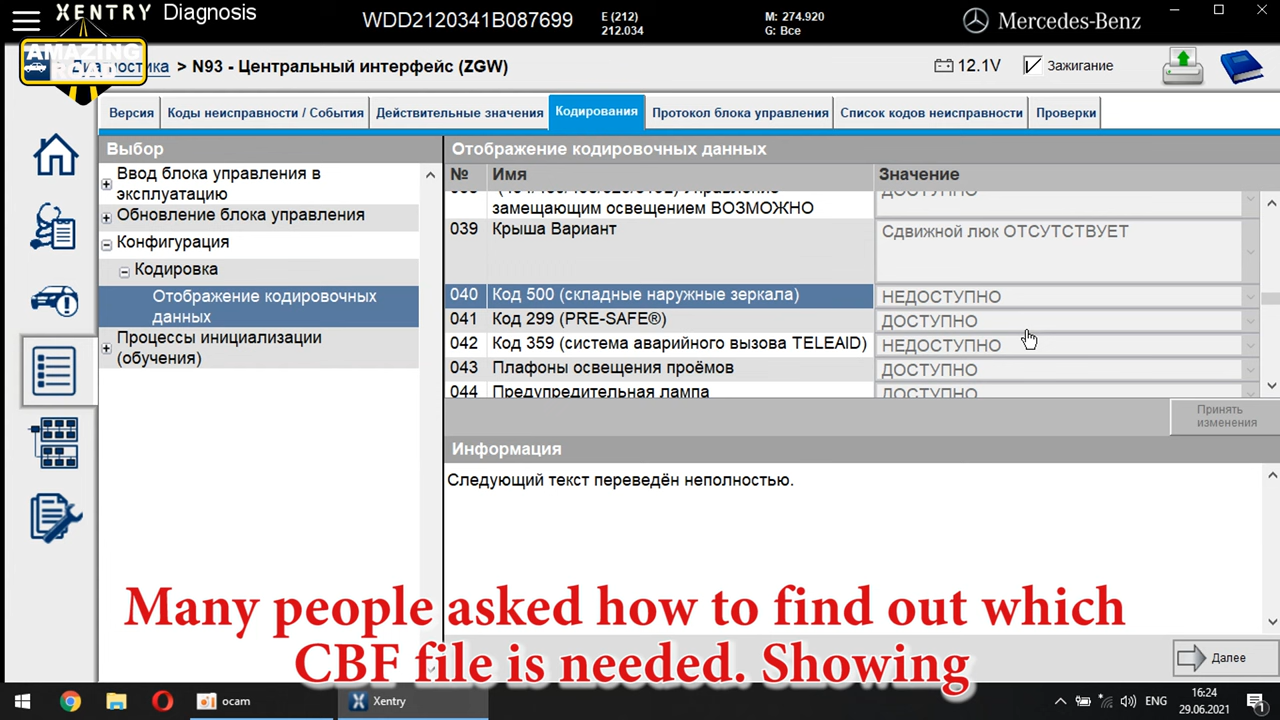 XENTRY Diagnosis
WDD2120341B087699
E (212)
212.034
M: 274.920
G: Все
Mercedes-Benz
AMAZING
ROAD
Диагностика > N93 - Центральный интерфейс (ZGW)
12.1V
Зажигание
Версия
Коды неисправности / События
Действительные значения
Кодирования
Протокол блока управления
Список кодов неисправности
Проверки
Выбор
Ввод блока управления в
эксплуатацию
Обновление блока управления
Конфигурация
Кодировка
Отображение кодировочных
данных
Процессы инициализации
(обучения)
Отображение кодировочных данных
№ Имя Значение
замещающим освещением ВОЗМОЖНО
ДОСТУПНО
039 Крыша Вариант Сдвижной люк ОТСУТСТВУЕТ
040 Код 500 (складные наружные зеркала) НЕДОСТУПНО
041 Код 299 (PRE-SAFE®) ДОСТУПНО
042 Код 359 (система аварийного вызова TELEAID) НЕДОСТУПНО
043 Плафоны освещения проёмов ДОСТУПНО
044 Предупредительная лампа ДОСТУПНО
Принять
изменения
Информация
Следующий текст переведён неполностью.
Many people asked how to find out which
CBF file is needed. Showing
Далее
ocam
Xentry
ENG
16:24
29.06.2021
1